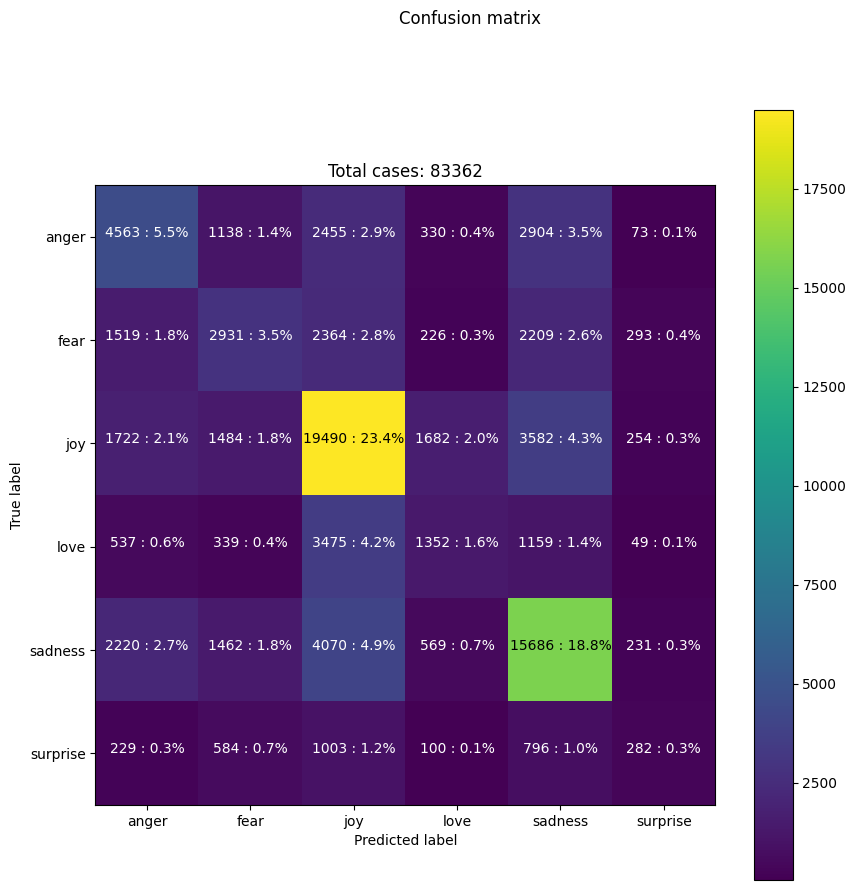 Confusion matrix
Total cases: 83362
anger 4563 : 5.5% 1138 : 1.4% 2455 : 2.9% 330 : 0.4% 2904 : 3.5% 73 : 0.1%
fear 1519 : 1.8% 2931 : 3.5% 2364 : 2.8% 226 : 0.3% 2209 : 2.6% 293 : 0.4%
joy 1722 : 2.1% 1484 : 1.8% 19490 : 23.4% 1682 : 2.0% 3582 : 4.3% 254 : 0.3%
love 537 : 0.6% 339 : 0.4% 3475 : 4.2% 1352 : 1.6% 1159 : 1.4% 49 : 0.1%
sadness 2220 : 2.7% 1462 : 1.8% 4070 : 4.9% 569 : 0.7% 15686 : 18.8% 231 : 0.3%
surprise 229 : 0.3% 584 : 0.7% 1003 : 1.2% 100 : 0.1% 796 : 1.0% 282 : 0.3%
anger fear joy love sadness surprise
Predicted label
True label
17500
15000
12500
10000
7500
5000
2500